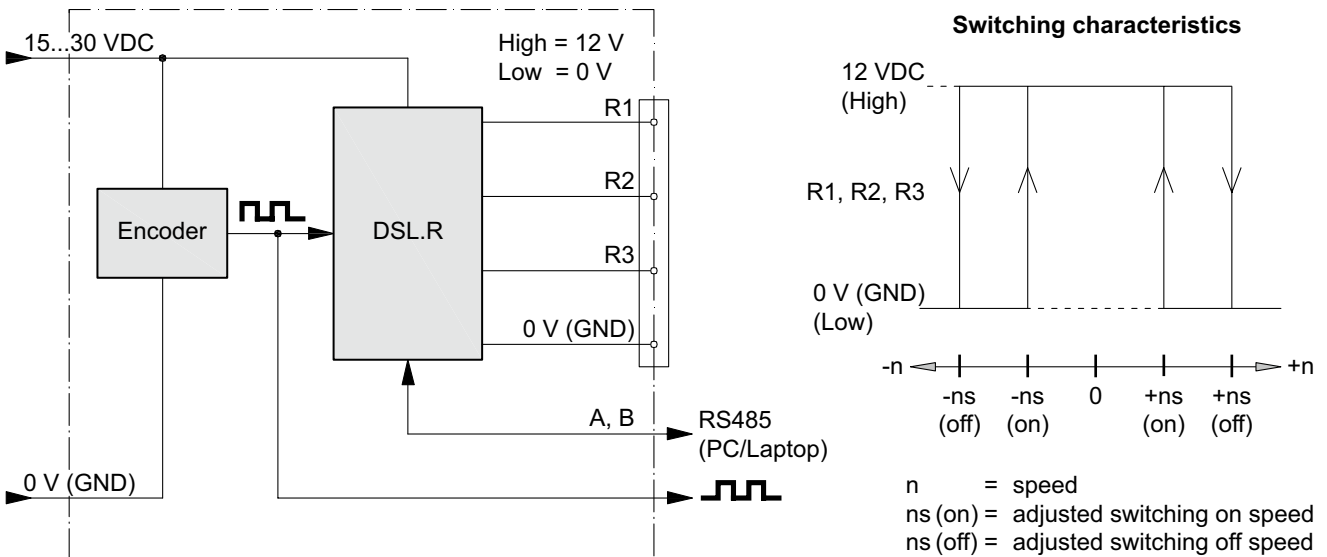 15...30 VDC
High = 12 V
Low = 0 V
R1
R2
R3
0 V (GND)
Encoder
DSL.R
A, B
RS485
(PC/Laptop)
0 V (GND)
Switching characteristics
12 VDC
(High)
R1, R2, R3
0 V (GND)
(Low)
-n
+n
-ns -ns 0 +ns +ns
(off) (on) (on) (off)
n = speed
ns (on) = adjusted switching on speed
ns (off) = adjusted switching off speed